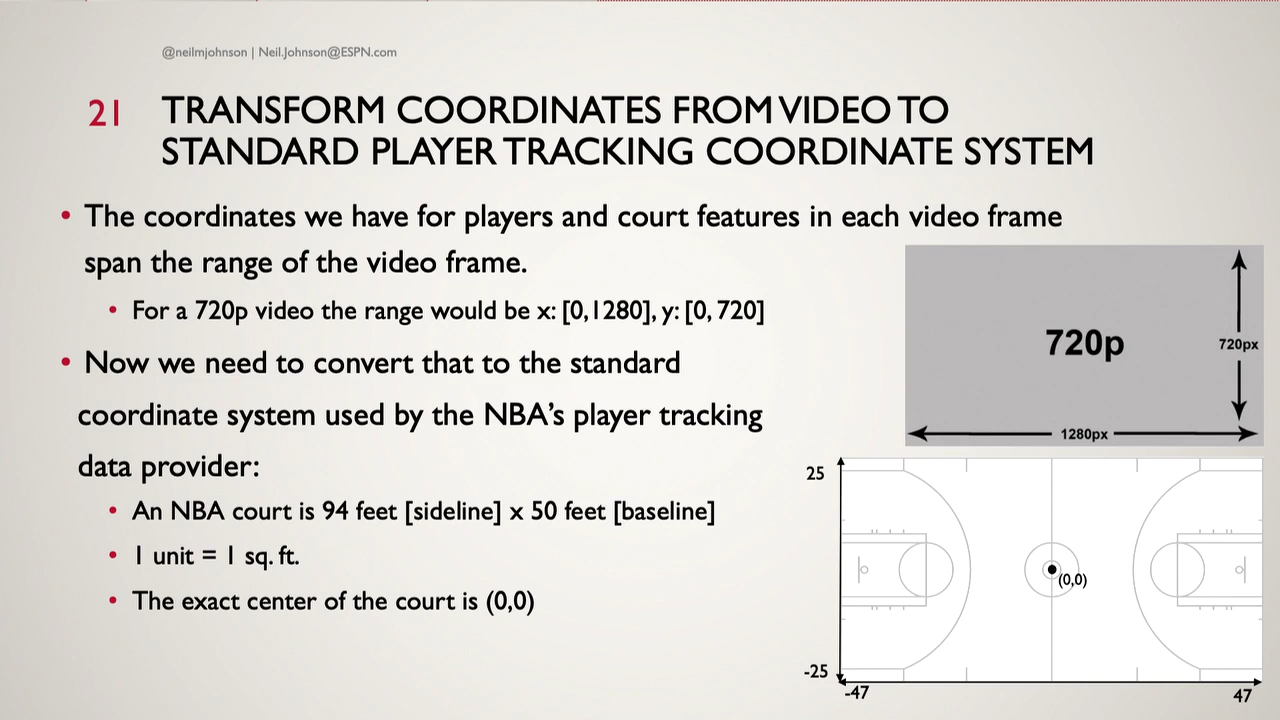 @neilmjohnson | Neil.Johnson@ESPN.com
21
TRANSFORM COORDINATES FROM VIDEO TO
STANDARD PLAYER TRACKING COORDINATE SYSTEM
• The coordinates we have for players and court features in each video frame
span the range of the video frame.
• For a 720p video the range would be x: [0,1280], y: [0, 720]
• Now we need to convert that to the standard
coordinate system used by the NBA’s player tracking
data provider:
• An NBA court is 94 feet [sideline] x 50 feet [baseline]
• 1 unit = 1 sq. ft.
• The exact center of the court is (0,0)
720p
720px
1280px
25
(0,0)
-25
-47
47